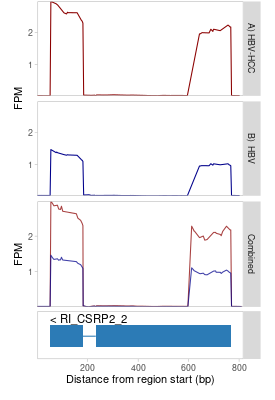 2
1
A) HBV-HCC
FPM
2
1
B) HBV
2
1
FPM
Combined
< RI_CSRP2_2
200
400
600
800
Distance from region start (bp)